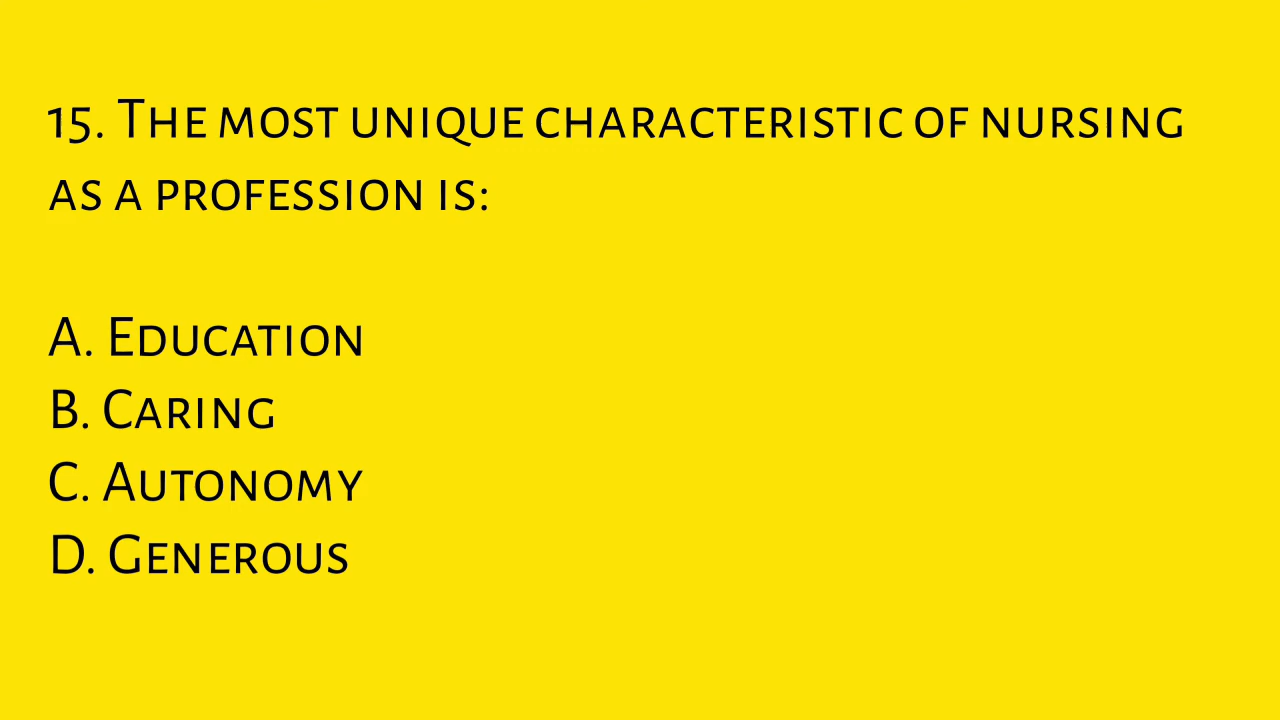 15. The most unique characteristic of nursing
as a profession is:
A. Education
B. Caring
C. Autonomy
D. Generous